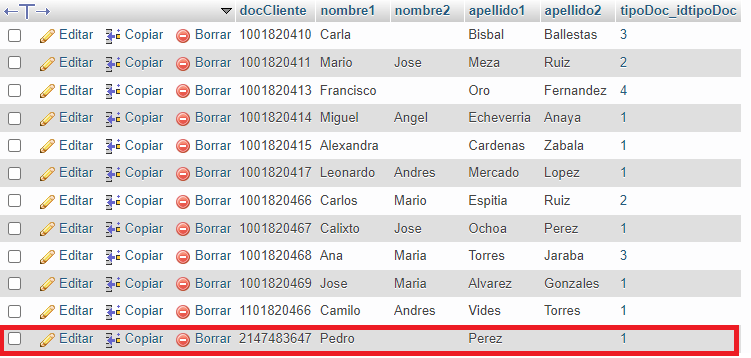 docCliente nombre1 nombre2 apellido1 apellido2 tipoDoc_idtipoDoc
Editar Copiar Borrar 1001820410 Carla Bisbal Ballestas 3
Editar Copiar Borrar 1001820411 Mario Jose Meza Ruiz 2
Editar Copiar Borrar 1001820413 Francisco Oro Fernandez 4
Editar Copiar Borrar 1001820414 Miguel Angel Echeverria Anaya 1
Editar Copiar Borrar 1001820415 Alexandra Cardenas Zabala 1
Editar Copiar Borrar 1001820417 Leonardo Andres Mercado Lopez 1
Editar Copiar Borrar 1001820466 Carlos Mario Espitia Ruiz 2
Editar Copiar Borrar 1001820467 Calixto Jose Ochoa Perez 1
Editar Copiar Borrar 1001820468 Ana Maria Torres Jaraba 3
Editar Copiar Borrar 1001820469 Jose Maria Alvarez Gonzales 1
Editar Copiar Borrar 1101820466 Camilo Andres Vides Torres 1
Editar Copiar Borrar 2147483647 Pedro Perez 1